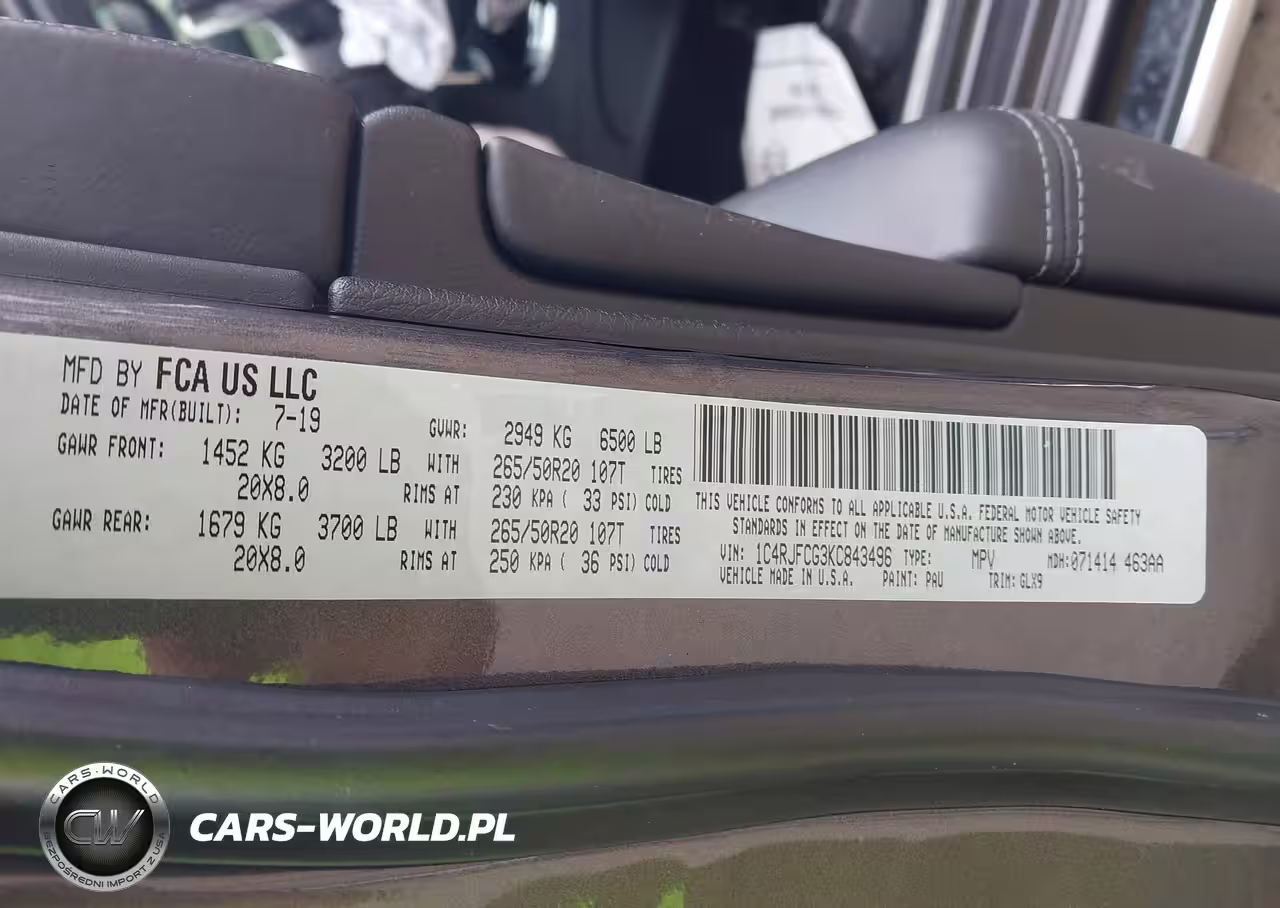 MFD BY FCA US LLC
DATE OF MFR(BUILT): 7-19
GVWR: 2949 KG 6500 LB
GAWR FRONT: 1452 KG 3200 LB WITH 265/50R20 107T TIRES
20X8.0 RIMS AT 230 KPA ( 33 PSI) COLD
GAWR REAR: 1679 KG 3700 LB WITH 265/50R20 107T TIRES
20X8.0 RIMS AT 250 KPA ( 36 PSI) COLD
THIS VEHICLE CONFORMS TO ALL APPLICABLE U.S.A. FEDERAL MOTOR VEHICLE SAFETY
STANDARDS IN EFFECT ON THE DATE OF MANUFACTURE SHOWN ABOVE.
VIN: 1C4RJFCG3KC843496 TYPE: MPV MDH:071414 463AA
VEHICLE MADE IN U.S.A. PAINT: PAU TRIM: GLX9
CARS-WORLD
CW
BEZPOŚREDNI IMPORT Z USA
CARS-WORLD.PL